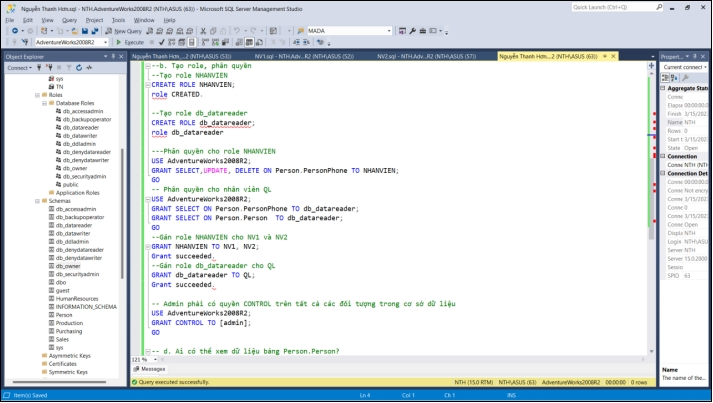 Nguyễn Thanh Hơn.sql - NTH.AdventureWorks2008R2 (NTH\ASUS (63)) - Microsoft SQL Server Management Studio
Quick Launch (Ctrl+Q)
File Edit View Query Project Tools Window Help
New Query
MADA
AdventureWorks2008R2
Execute
Object Explorer
Nguyễn Thanh Hơn...2 (NTH\ASUS (63))
NV1.sql - NTH.Adv...R2 (NTH\ASUS (52))
NV2.sql - NTH.Adv...R2 (NTH\ASUS (57))
Nguyễn Thanh Hơn....2 (NTH\ASUS (63))
Connect
sys
TN
Roles
Database Roles
db_accessadmin
db_backupoperator
db_datareader
db_datawriter
db_ddladmin
db_denydatareader
db_denydatawriter
db_owner
db_securityadmin
public
Application Roles
Schemas
db_accessadmin
db_backupoperator
db_datareader
db_datawriter
db_ddladmin
db_denydatareader
db_denydatawriter
db_owner
db_securityadmin
dbo
guest
HumanResources
INFORMATION_SCHEMA
Person
Production
Purchasing
Sales
sys
Asymmetric Keys
Certificates
Symmetric Keys
--b. Tạo role, phân quyền
--Tạo role NHANVIEN
CREATE ROLE NHANVIEN;
role CREATED.
--Tạo role db_datareader
CREATE ROLE db_datareader;
role db_datareader
---Phân quyền cho role NHANVIEN
USE AdventureWorks2008R2;
GRANT SELECT,UPDATE, DELETE ON Person.PersonPhone TO NHANVIEN;
GO
-- Phân quyền cho nhân viên QL
USE AdventureWorks2008R2;
GRANT SELECT ON Person.PersonPhone TO db_datareader;
GRANT SELECT ON Person.Person  TO db_datareader;
GO
--Gán role NHANVIEN cho NV1 và NV2
GRANT NHANVIEN TO NV1, NV2;
Grant succeeded.
--Gán role db_datareader cho QL
GRANT db_datareader TO QL;
Grant succeeded.
-- Admin phải có quyền CONTROL trên tất cả các đối tượng trong cơ sở dữ liệu
USE AdventureWorks2008R2;
GRANT CONTROL TO [admin];
GO
-- d. Ai có thể xem dữ liệu bảng Person.Person?
121 %
Messages
Query executed successfully.
NTH (15.0 RTM) NTH\ASUS (63) AdventureWorks2008R2 00:00:00 0 rows
Propert...
Current connect
Aggregate Stat
Conne
Elapse 00:00:00.0
Finish 3/15/202
Name NTH
Rows 0
Start t 3/15/202
State Open
Connection
Conne NTH (NTH
Connection Det
Conne 00:00:00.0
Conne Not encry
Conne 3/15/202
Conne 0
Conne 3/15/202
Conne Open
Displa NTH
Login NTH\ASU
Server NTH
Server 15.0.2000
Sessio
SPID 63
Name
The name of the...
Item(s) Saved
Ln 4
Col 1
Ch 1
INS